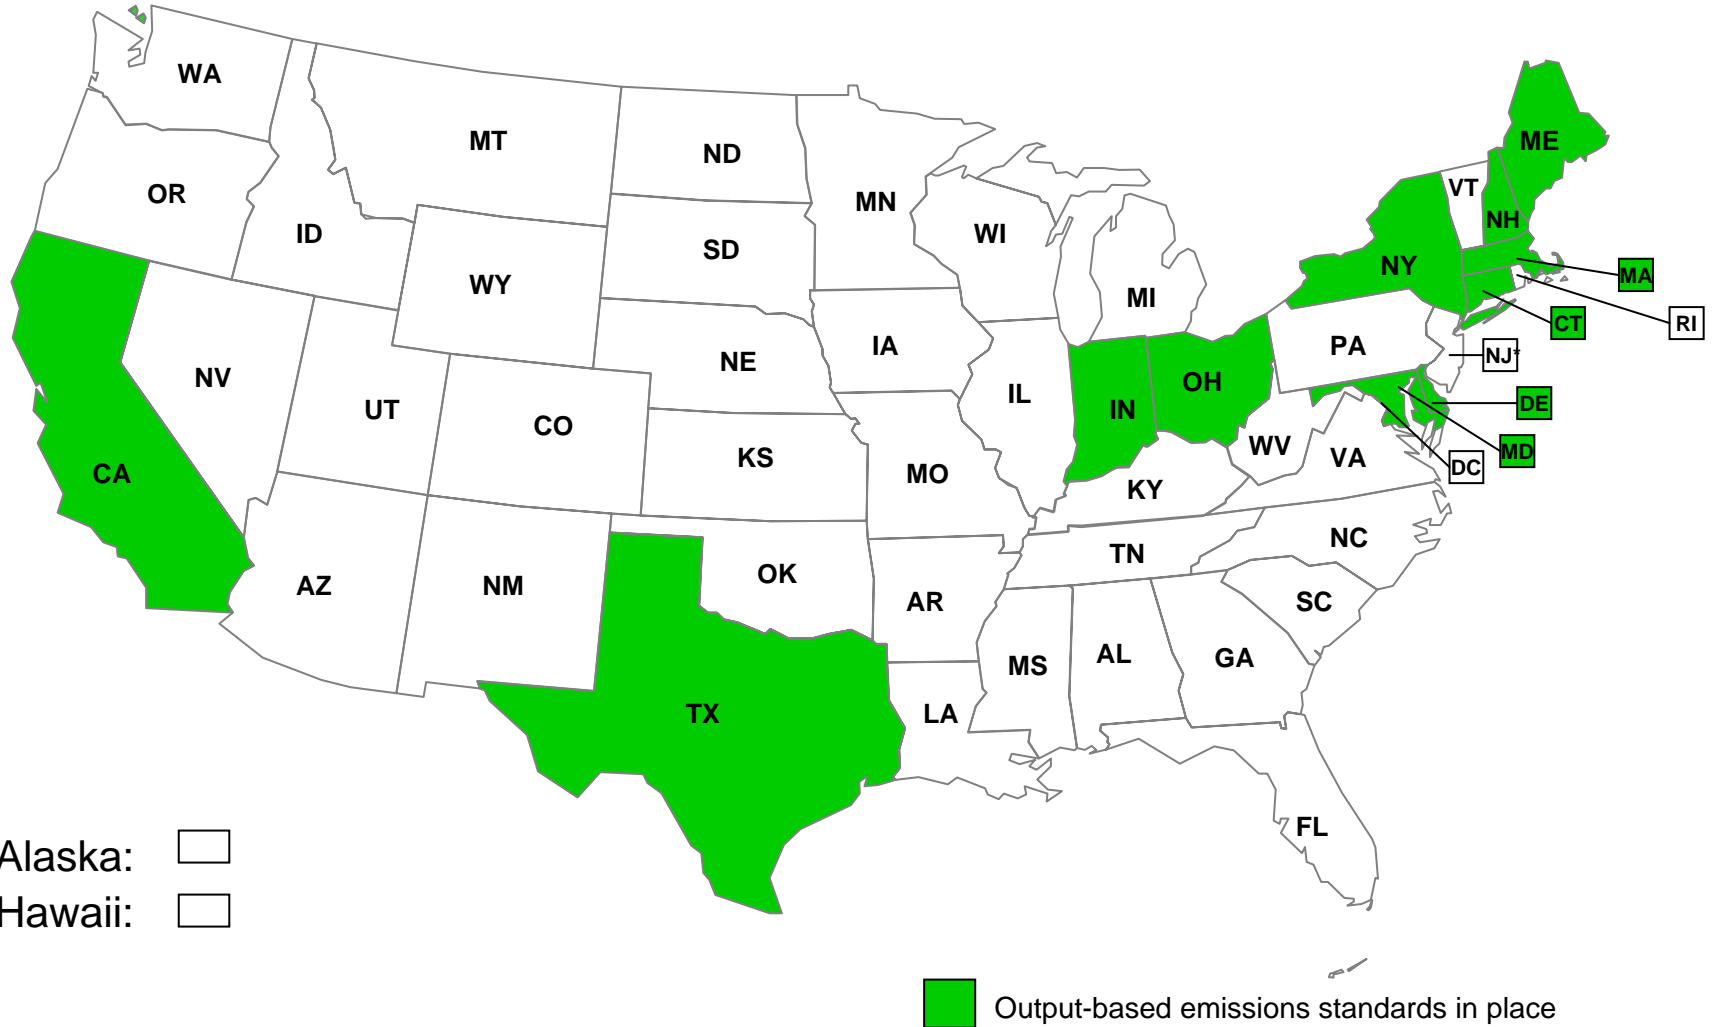 WA
MT
ND
ME
OR
VT
MN
NH
ID
WI
SD
NY
MA
WY
MI
CT
RI
IA
PA
NJ*
NE
NV
OH
IL
DE
UT
IN
CO
WV
MD
KS
VA
DC
CA
MO
KY
NC
TN
OK
AZ
NM
AR
SC
MS
AL
GA
TX
LA
FL
Alaska:
Hawaii:
Output-based emissions standards in place